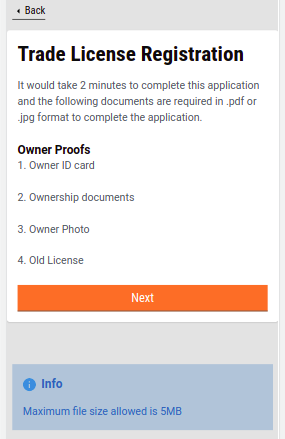 Back
Trade License Registration
It would take 2 minutes to complete this application
and the following documents are required in .pdf or
.jpg format to complete the application.
Owner Proofs
1. Owner ID card
2. Ownership documents
3. Owner Photo
4. Old License
Next
Info
Maximum file size allowed is 5MB